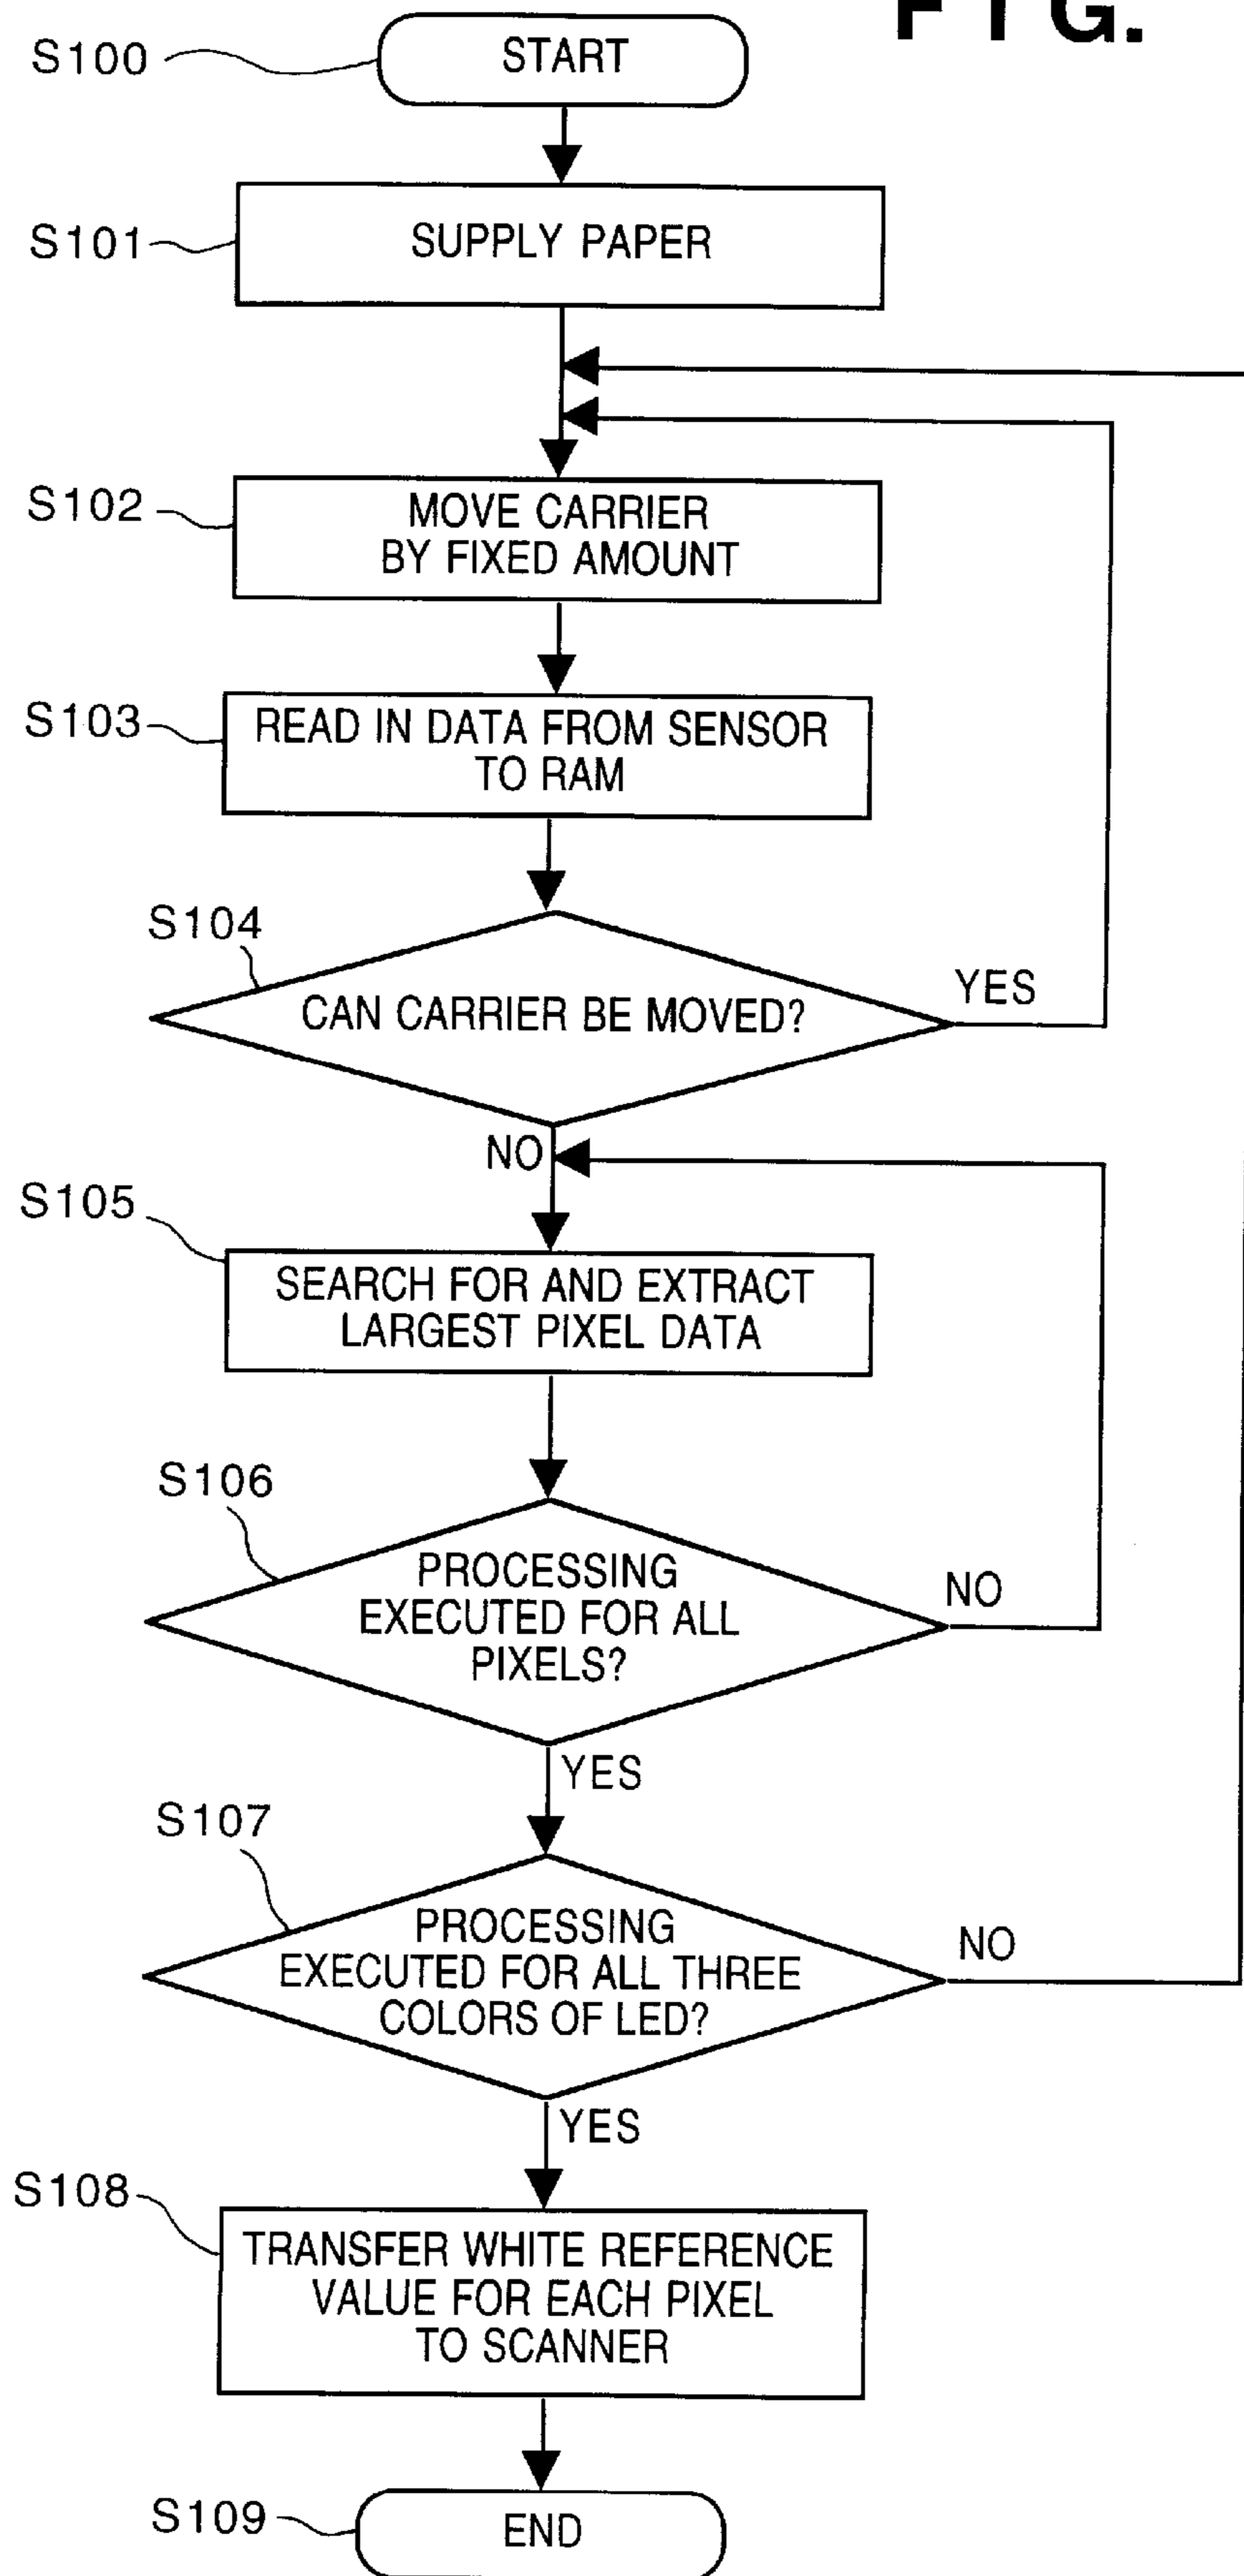 FIG.
S100
START
S101
SUPPLY PAPER
S102
MOVE CARRIER
BY FIXED AMOUNT
S103
READ IN DATA FROM SENSOR
TO RAM
S104
CAN CARRIER BE MOVED?
YES
NO
S105
SEARCH FOR AND EXTRACT
LARGEST PIXEL DATA
S106
PROCESSING
EXECUTED FOR ALL
PIXELS?
NO
YES
S107
PROCESSING
EXECUTED FOR ALL THREE
COLORS OF LED?
NO
YES
S108
TRANSFER WHITE REFERENCE
VALUE FOR EACH PIXEL
TO SCANNER
S109
END